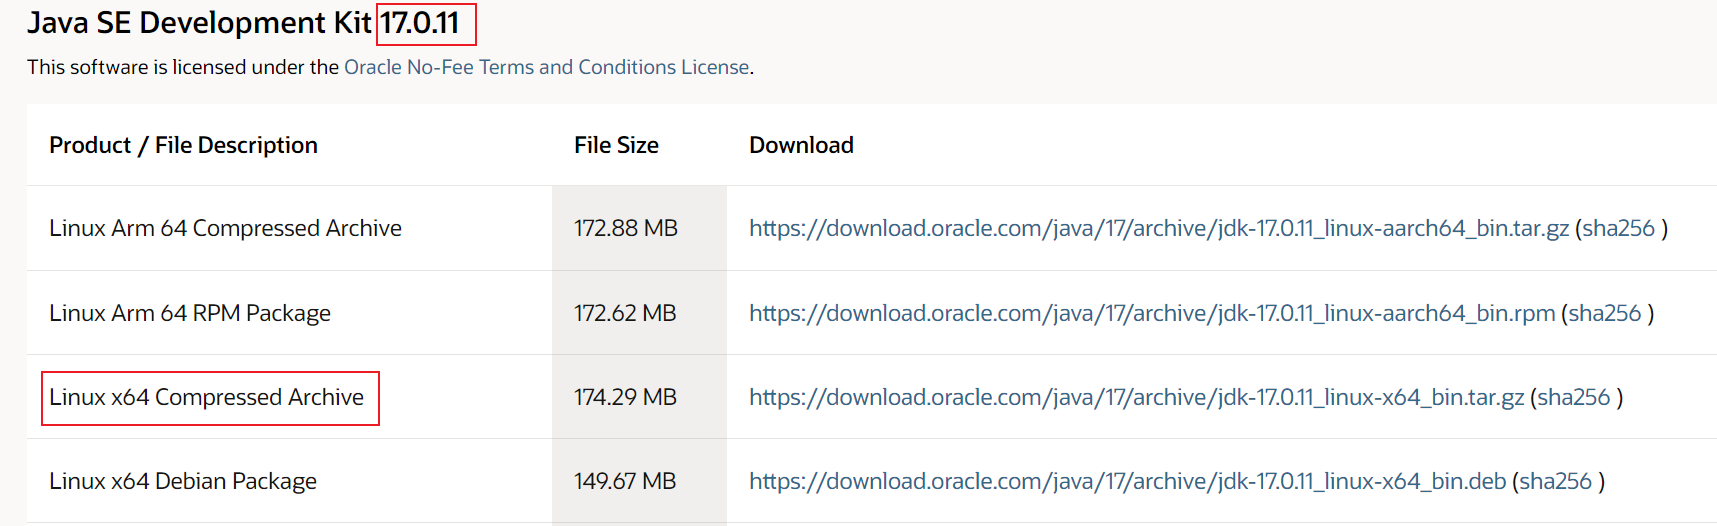 Java SE Development Kit 17.0.11
This software is licensed under the Oracle No-Fee Terms and Conditions License.
Product / File Description File Size Download
Linux Arm 64 Compressed Archive 172.88 MB https://download.oracle.com/java/17/archive/jdk-17.0.11_linux-aarch64_bin.tar.gz (sha256 )
Linux Arm 64 RPM Package 172.62 MB https://download.oracle.com/java/17/archive/jdk-17.0.11_linux-aarch64_bin.rpm (sha256 )
Linux x64 Compressed Archive 174.29 MB https://download.oracle.com/java/17/archive/jdk-17.0.11_linux-x64_bin.tar.gz (sha256 )
Linux x64 Debian Package 149.67 MB https://download.oracle.com/java/17/archive/jdk-17.0.11_linux-x64_bin.deb (sha256 )